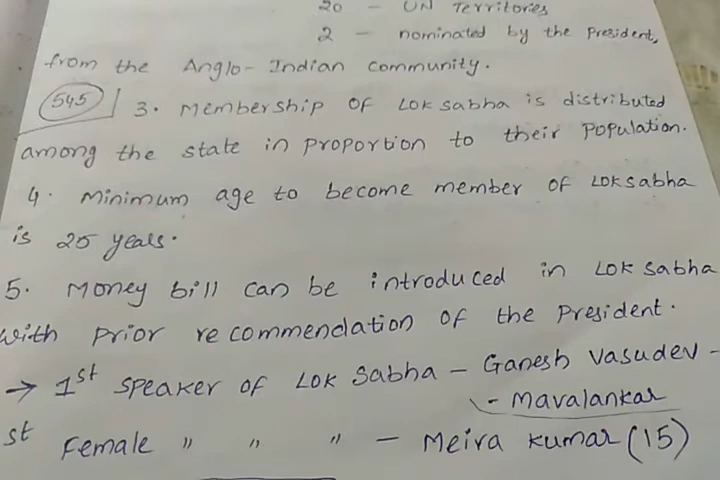 20 - UN Territories
2 - nominated by the President,
from the Anglo-Indian community.
545 3. Membership of Lok sabha is distributed
among the state in proportion to their population.
4. Minimum age to become member of Loksabha
is 25 years.
5. Money bill can be introduced in Lok sabha
with prior recommendation of the President.
→ 1st Speaker of Lok Sabha - Ganesh Vasudev -
- Mavalankar
st Female " " " - Meira Kumar (15)